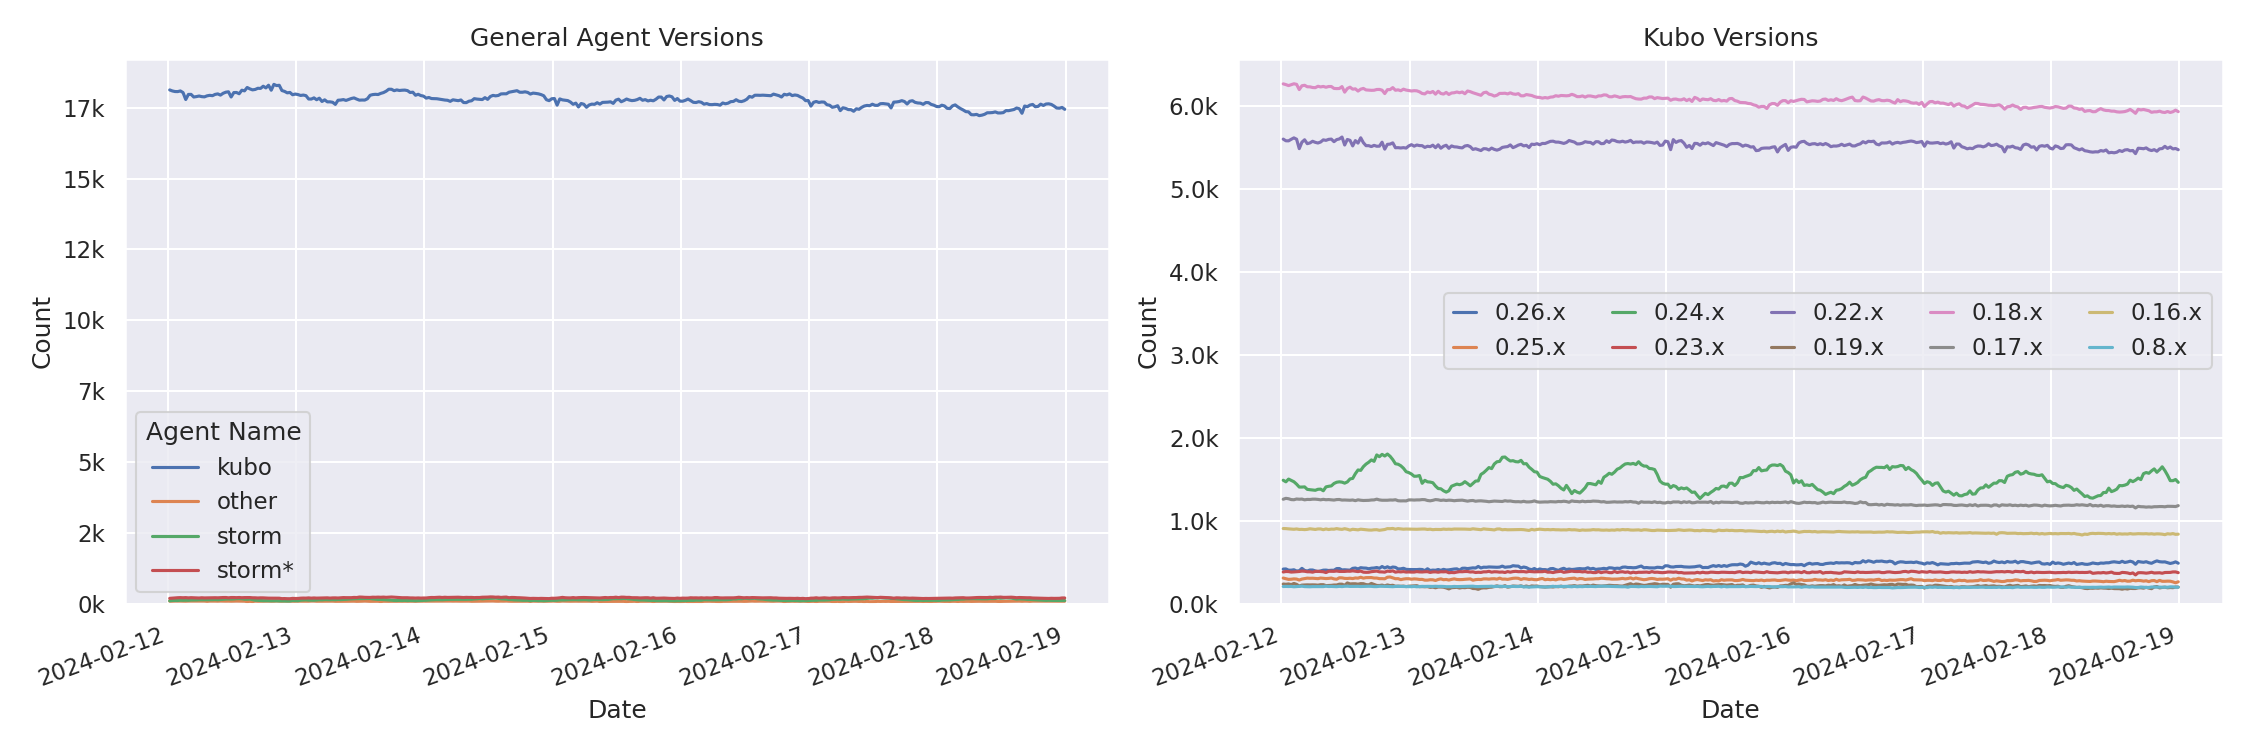 General Agent Versions
17k
15k
12k
10k
7k
5k
2k
0k
Count
Agent Name
kubo
other
storm
storm*
2024-02-12
2024-02-13
2024-02-14
2024-02-15
2024-02-16
2024-02-17
2024-02-18
2024-02-19
Date
Kubo Versions
6.0k
5.0k
4.0k
3.0k
2.0k
1.0k
0.0k
Count
0.26.x 0.24.x 0.22.x 0.18.x 0.16.x
0.25.x 0.23.x 0.19.x 0.17.x 0.8.x
2024-02-12
2024-02-13
2024-02-14
2024-02-15
2024-02-16
2024-02-17
2024-02-18
2024-02-19
Date